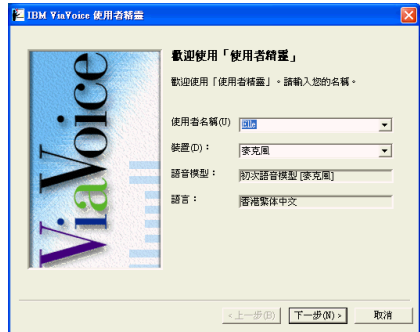 IBM ViaVoice 使用者精靈
ViaVoice
歡迎使用「使用者精靈」
歡迎使用「使用者精靈」。請輸入您的名稱。
使用者名稱(U)
Elle
裝置(D)：
麥克風
語音模型：
初次語音模型 [麥克風]
語言：
香港繁体中文
<上一步(B)
下一步(N) >
取消